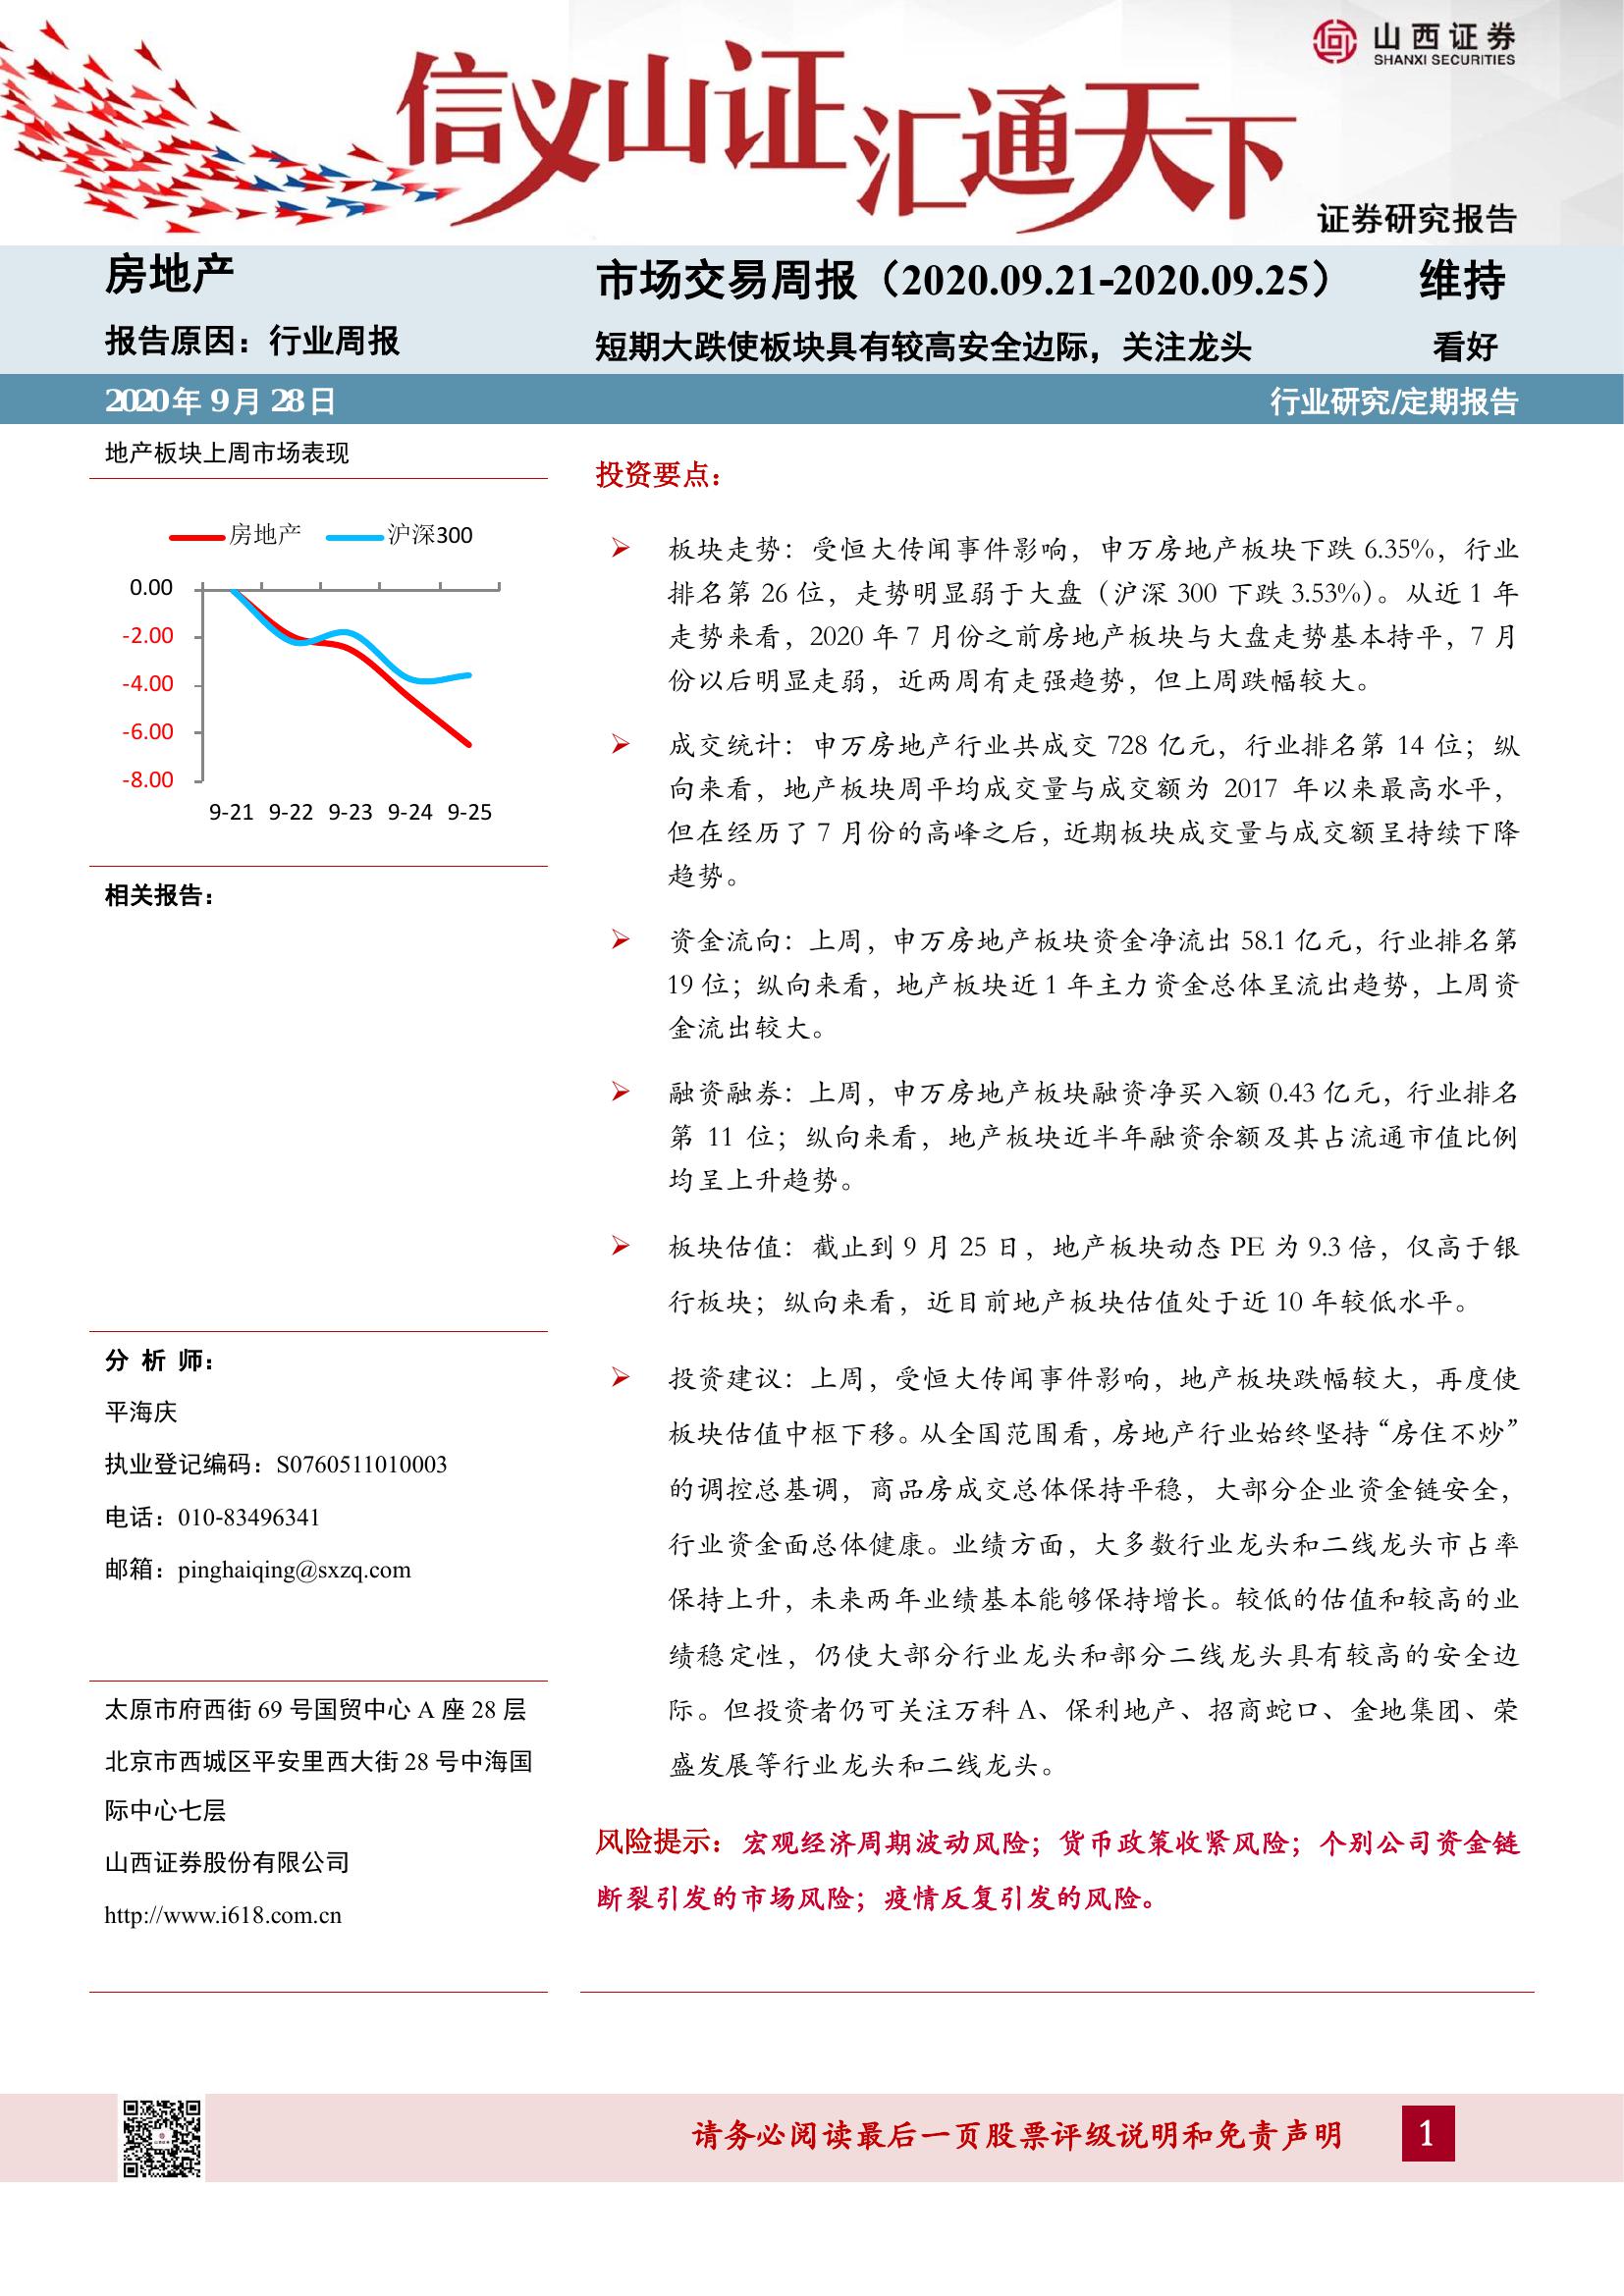 信义山证汇通天下
山西证券
SHANXI SECURITIES
证券研究报告
房地产
报告原因：行业周报
市场交易周报（2020.09.21-2020.09.25）
维持
短期大跌使板块具有较高安全边际，关注龙头
看好
2020年9月28日
行业研究/定期报告
地产板块上周市场表现
房地产 沪深300
0.00
-2.00
-4.00
-6.00
-8.00
9-21 9-22 9-23 9-24 9-25
相关报告：
分 析 师：
平海庆
执业登记编码：S0760511010003
电话：010-83496341
邮箱：pinghaiqing@sxzq.com
太原市府西街 69 号国贸中心 A 座 28 层
北京市西城区平安里西大街 28 号中海国
际中心七层
山西证券股份有限公司
http://www.i618.com.cn
投资要点：
板块走势：受恒大传闻事件影响，申万房地产板块下跌 6.35%，行业
排名第 26 位，走势明显弱于大盘（沪深 300 下跌 3.53%）。从近 1 年
走势来看，2020 年 7 月份之前房地产板块与大盘走势基本持平，7 月
份以后明显走弱，近两周有走强趋势，但上周跌幅较大。
成交统计：申万房地产行业共成交 728 亿元，行业排名第 14 位；纵
向来看，地产板块周平均成交量与成交额为 2017 年以来最高水平，
但在经历了 7 月份的高峰之后，近期板块成交量与成交额呈持续下降
趋势。
资金流向：上周，申万房地产板块资金净流出 58.1 亿元，行业排名第
19 位；纵向来看，地产板块近 1 年主力资金总体呈流出趋势，上周资
金流出较大。
融资融券：上周，申万房地产板块融资净买入额 0.43 亿元，行业排名
第 11 位；纵向来看，地产板块近半年融资余额及其占流通市值比例
均呈上升趋势。
板块估值：截止到 9 月 25 日，地产板块动态 PE 为 9.3 倍，仅高于银
行板块；纵向来看，近目前地产板块估值处于近 10 年较低水平。
投资建议：上周，受恒大传闻事件影响，地产板块跌幅较大，再度使
板块估值中枢下移。从全国范围看，房地产行业始终坚持“房住不炒”
的调控总基调，商品房成交总体保持平稳，大部分企业资金链安全，
行业资金面总体健康。业绩方面，大多数行业龙头和二线龙头市占率
保持上升，未来两年业绩基本能够保持增长。较低的估值和较高的业
绩稳定性，仍使大部分行业龙头和部分二线龙头具有较高的安全边
际。但投资者仍可关注万科 A、保利地产、招商蛇口、金地集团、荣
盛发展等行业龙头和二线龙头。
风险提示：宏观经济周期波动风险；货币政策收紧风险；个别公司资金链
断裂引发的市场风险；疫情反复引发的风险。
请务必阅读最后一页股票评级说明和免责声明
1